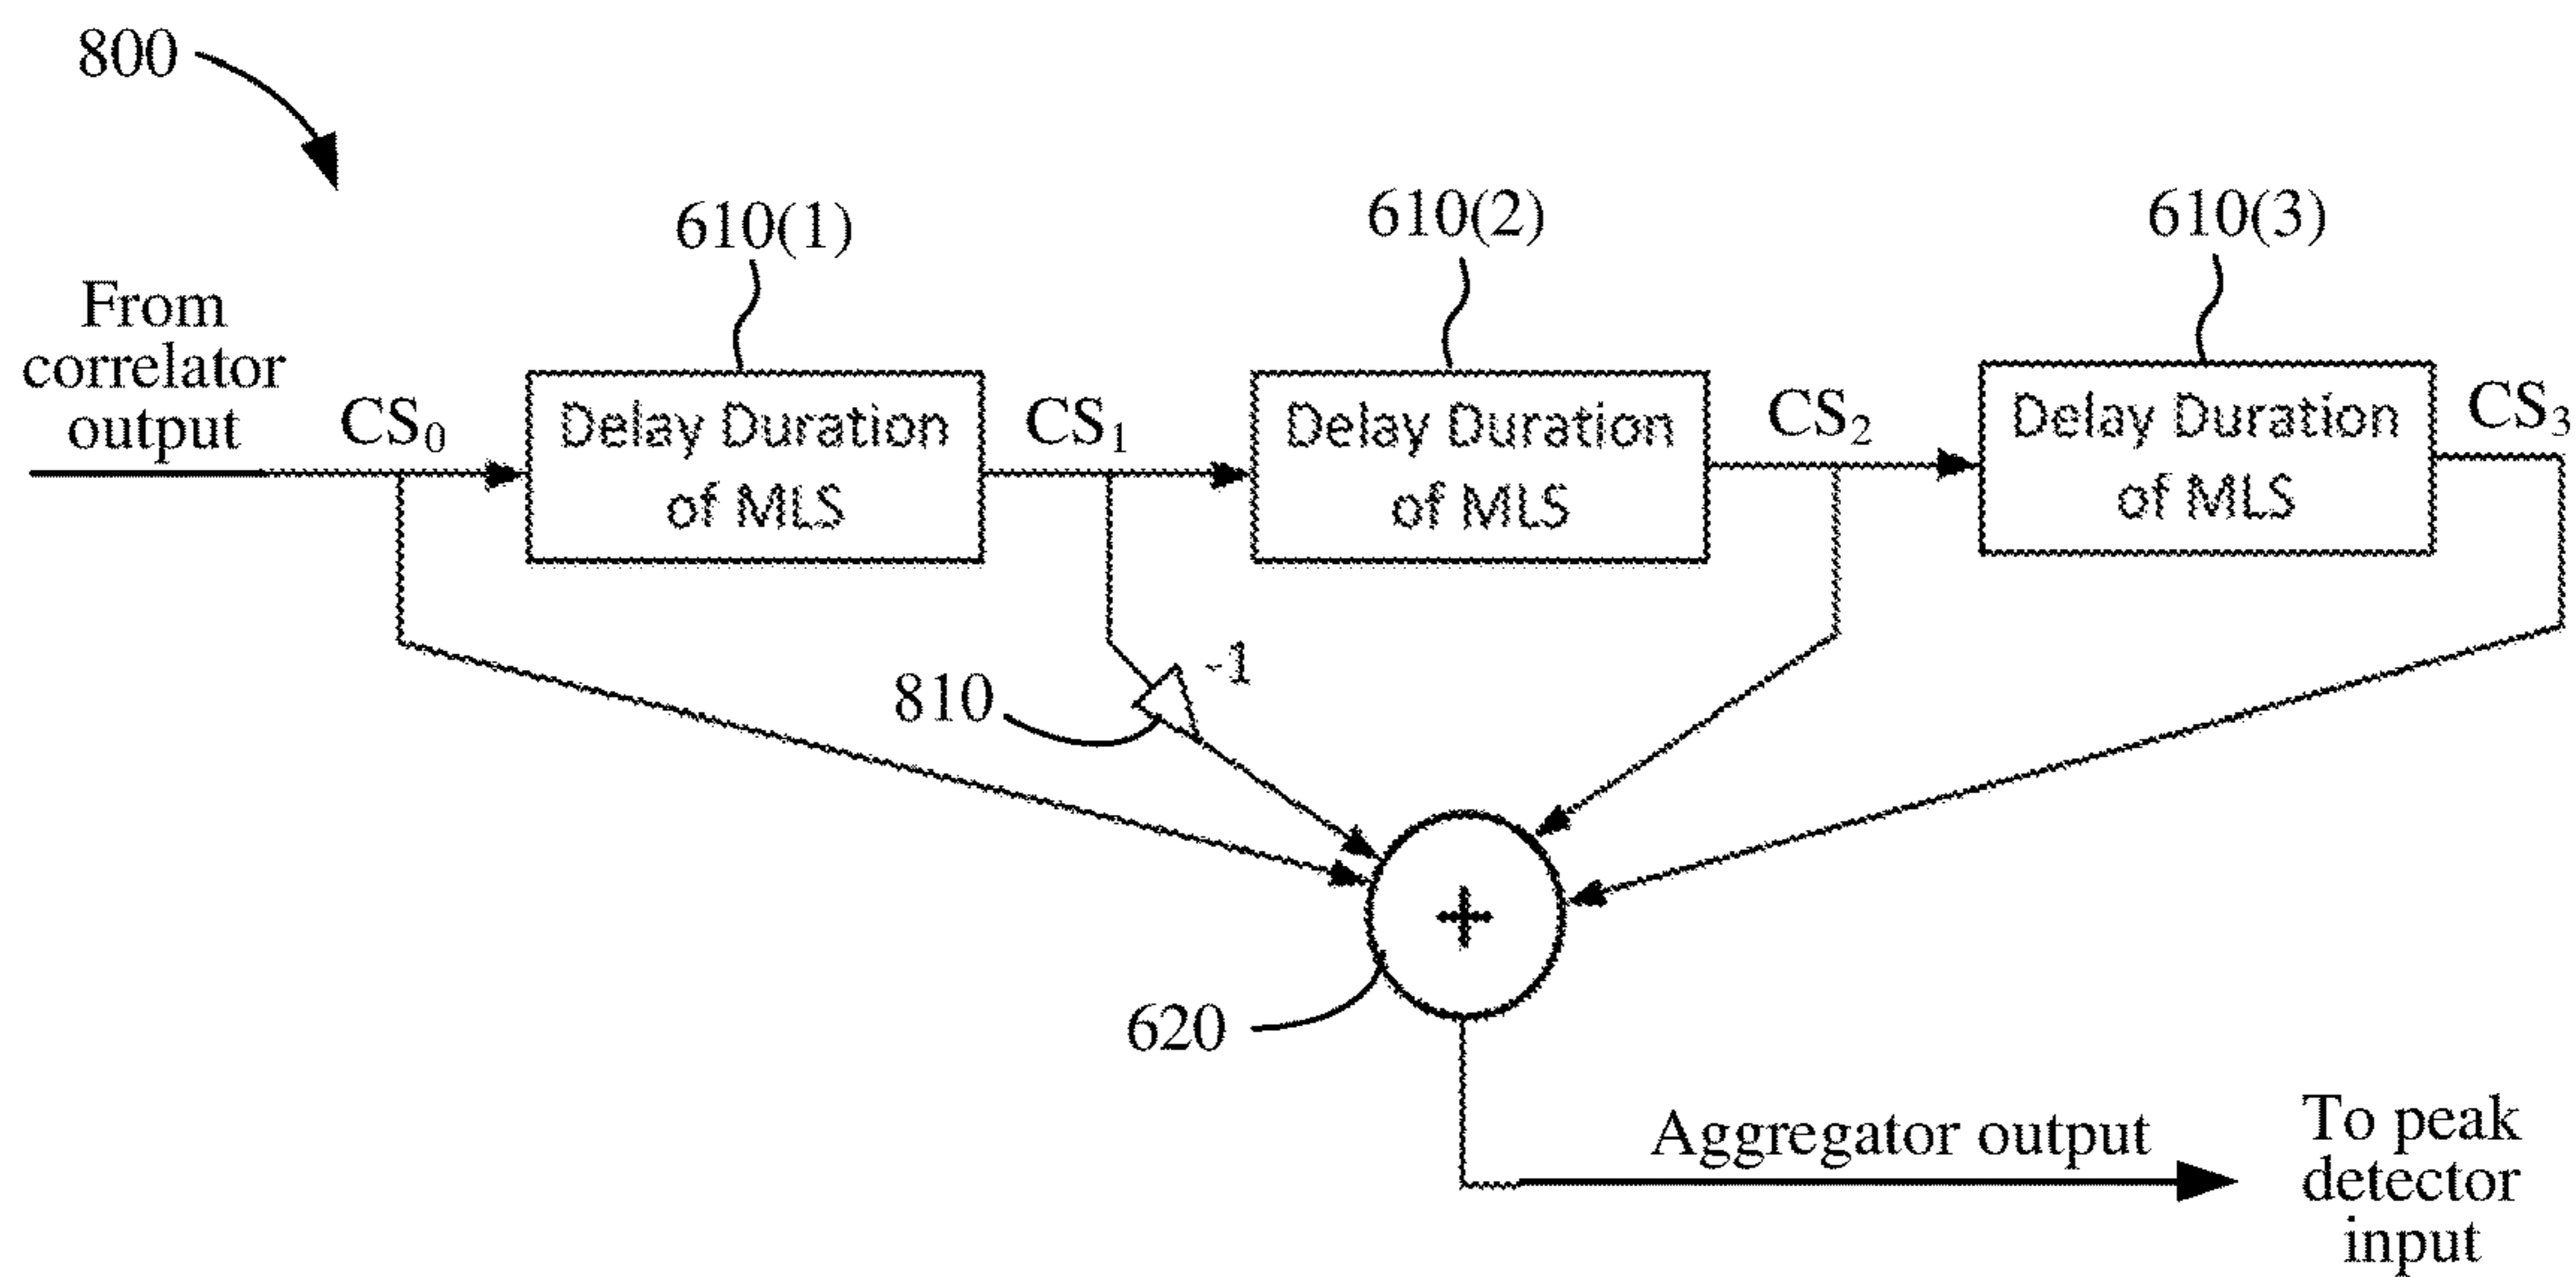 800
610(1)
610(2)
610(3)
From
correlator
output
CS₀
Delay Duration
of MLS
CS₁
Delay Duration
of MLS
CS₂
Delay Duration
of MLS
CS₃
-1
810
+
620
Aggregator output
To peak
detector
input